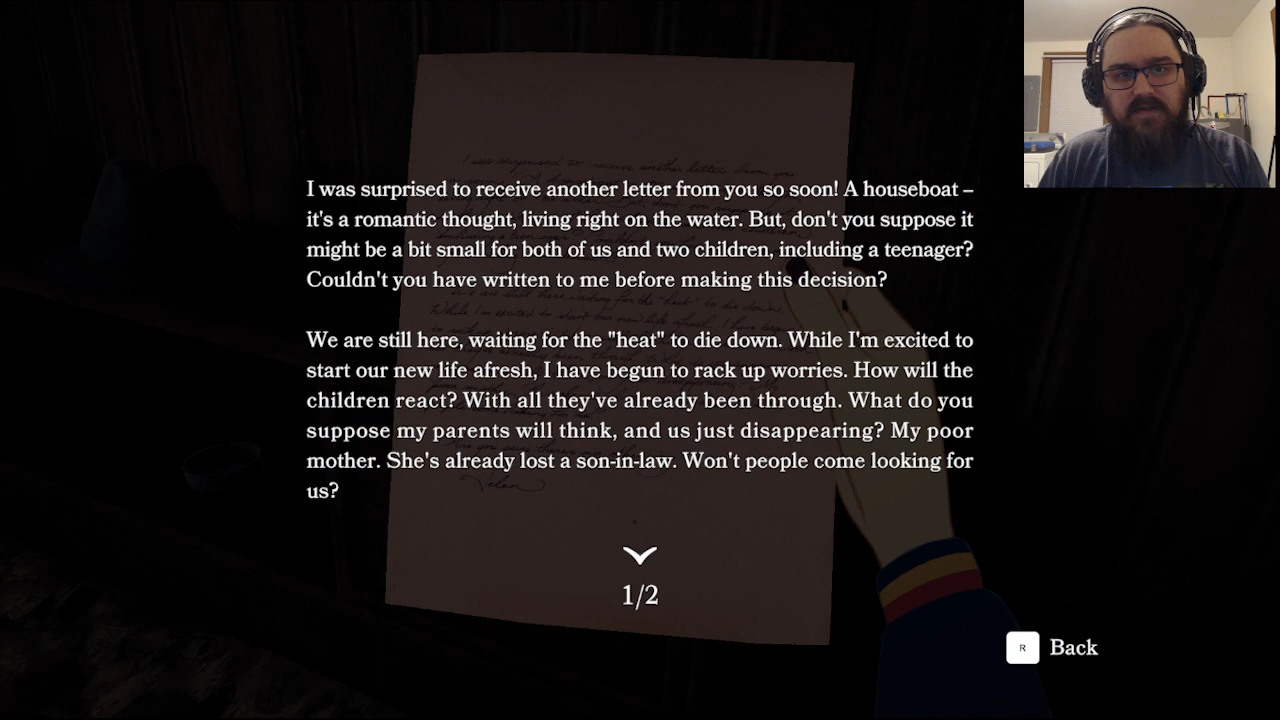 I was surprised to receive another letter from you so soon! A houseboat –
it's a romantic thought, living right on the water. But, don't you suppose it
might be a bit small for both of us and two children, including a teenager?
Couldn't you have written to me before making this decision?
We are still here, waiting for the "heat" to die down. While I'm excited to
start our new life afresh, I have begun to rack up worries. How will the
children react? With all they've already been through. What do you
suppose my parents will think, and us just disappearing? My poor
mother. She's already lost a son-in-law. Won't people come looking for
us?
1/2
R Back